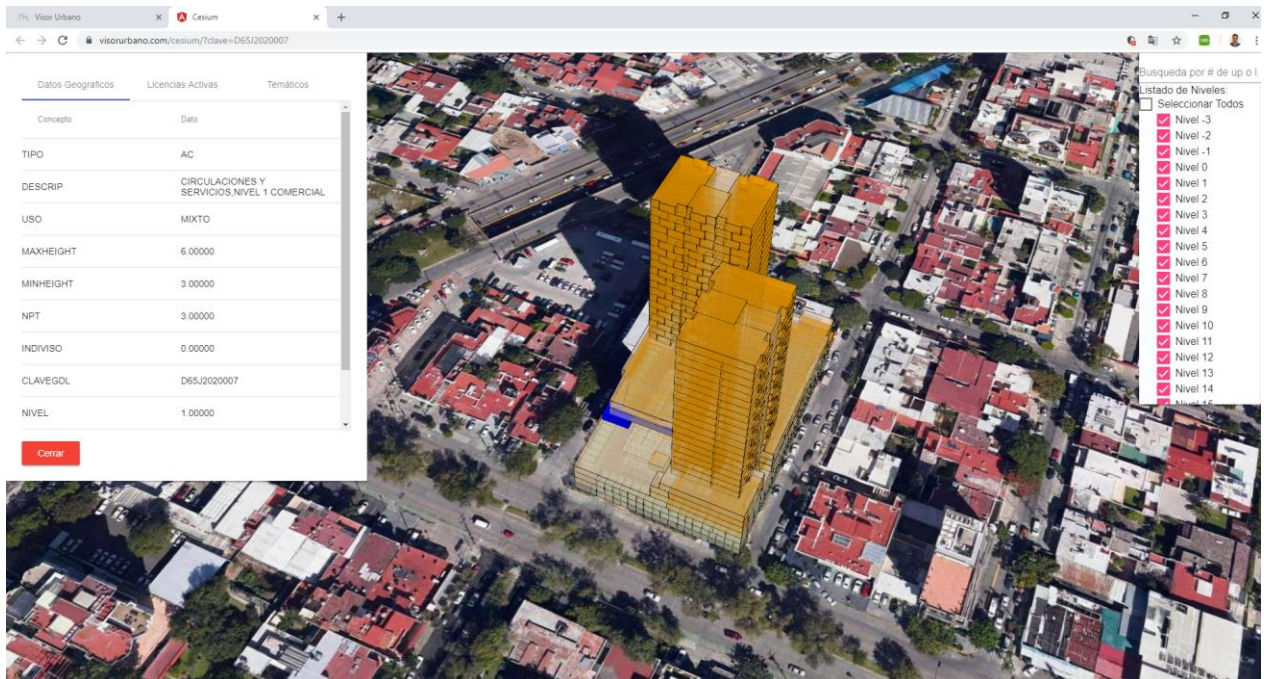 Visor Urbano
Cesium
visorurbano.com/cesium/?clave=D65J2020007
Datos Geograficos Licencias Activas Temáticos
Concepto Dato
TIPO AC
DESCRIP CIRCULACIONES Y
SERVICIOS,NIVEL 1 COMERCIAL
USO MIXTO
MAXHEIGHT 6.00000
MINHEIGHT 3.00000
NPT 3.00000
INDIVISO 0.00000
CLAVEGDL D65J2020007
NIVEL 1.00000
Cerrar
Busqueda por # de up o l.
Listado de Niveles:
Seleccionar Todos
Nivel -3
Nivel -2
Nivel -1
Nivel 0
Nivel 1
Nivel 2
Nivel 3
Nivel 4
Nivel 5
Nivel 6
Nivel 7
Nivel 8
Nivel 9
Nivel 10
Nivel 11
Nivel 12
Nivel 13
Nivel 14
Nivel 15